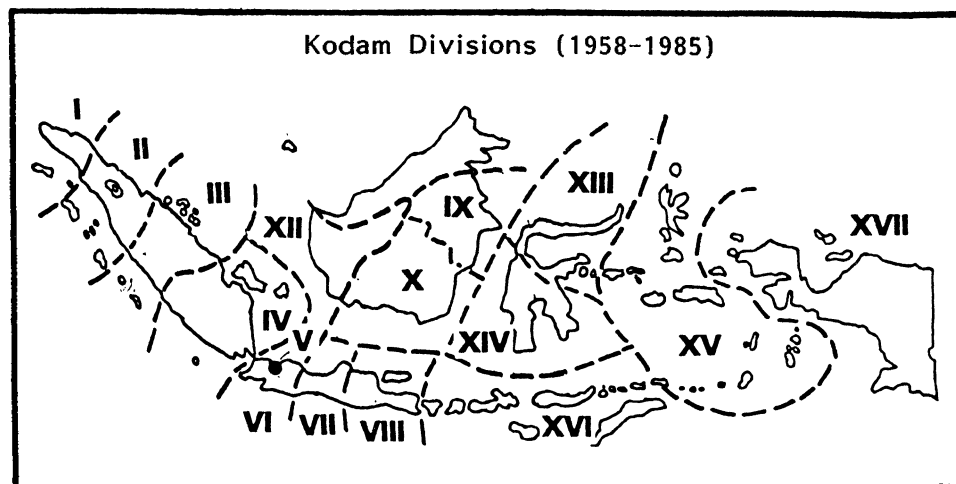 Kodam Divisions (1958-1985)
I
II
III
XII
IX
XIII
XVII
X
IV
V
XIV
XV
VI
VII
VIII
XVI